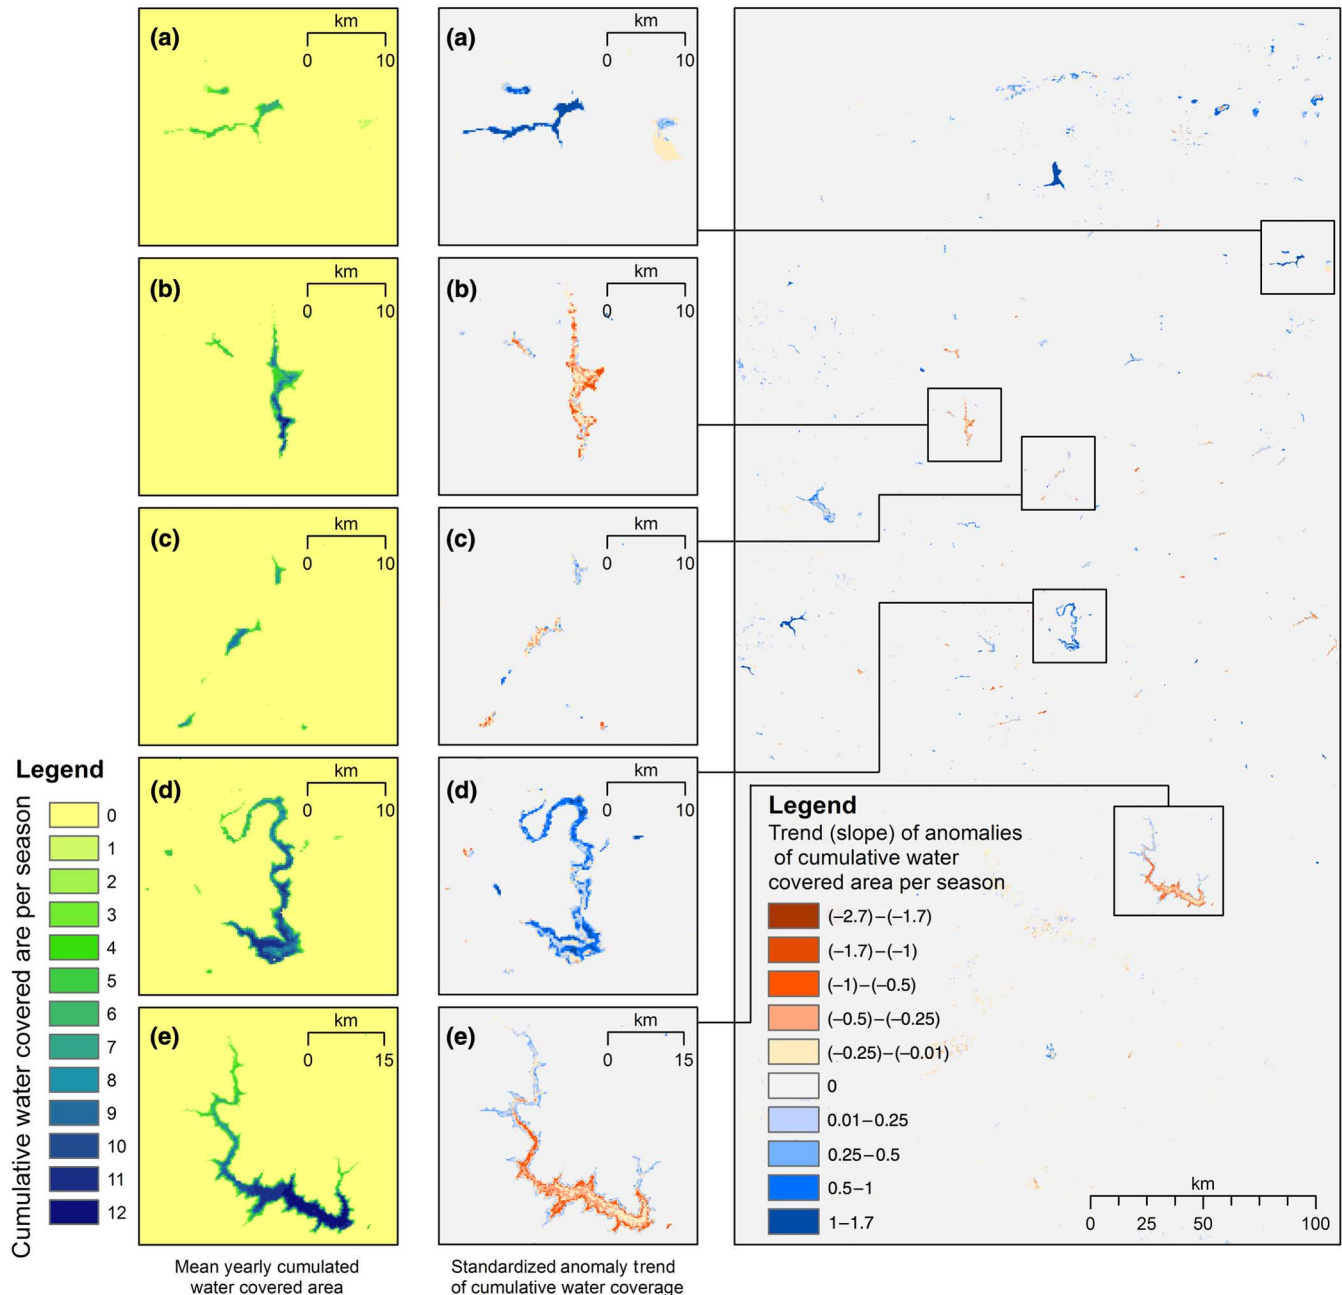 (a)
km
0 10
(a)
km
0 10
(b)
km
0 10
(b)
km
0 10
(c)
km
0 10
(c)
km
0 10
(d)
km
0 10
(d)
km
0 10
(e)
km
0 15
(e)
km
0 15
Legend
Cumulative water covered are per season
0
1
2
3
4
5
6
7
8
9
10
11
12
Mean yearly cumulated
water covered area
Standardized anomaly trend
of cumulative water coverage
Legend
Trend (slope) of anomalies
of cumulative water
covered area per season
(−2.7)−(−1.7)
(−1.7)−(−1)
(−1)−(−0.5)
(−0.5)−(−0.25)
(−0.25)−(−0.01)
0
0.01−0.25
0.25−0.5
0.5−1
1−1.7
km
0 25 50 100